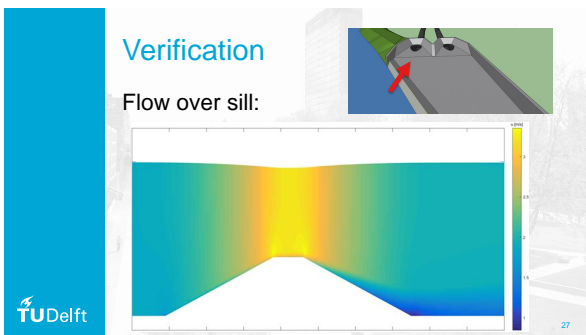 Verification
Flow over sill:
u [m/s]
3
2.5
2
1.5
1
TUDelft
27